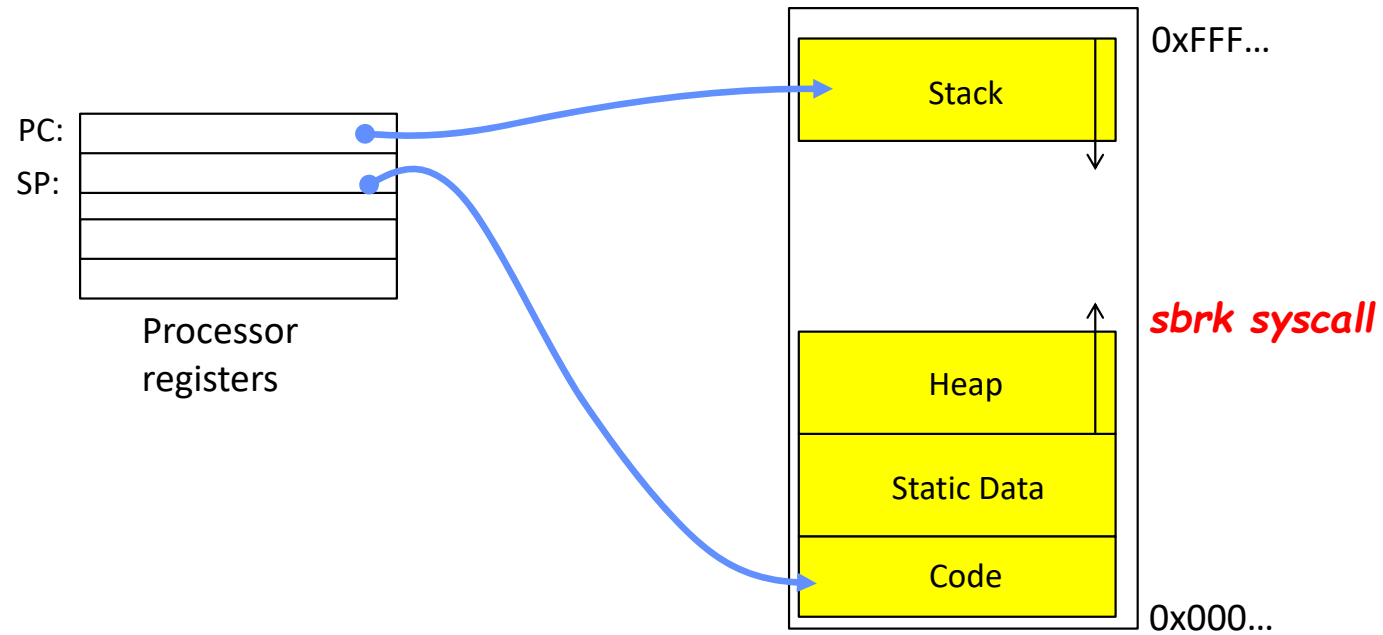 PC:
SP:
Processor
registers
0xFFF...
Stack
sbrk syscall
Heap
Static Data
Code
0x000...